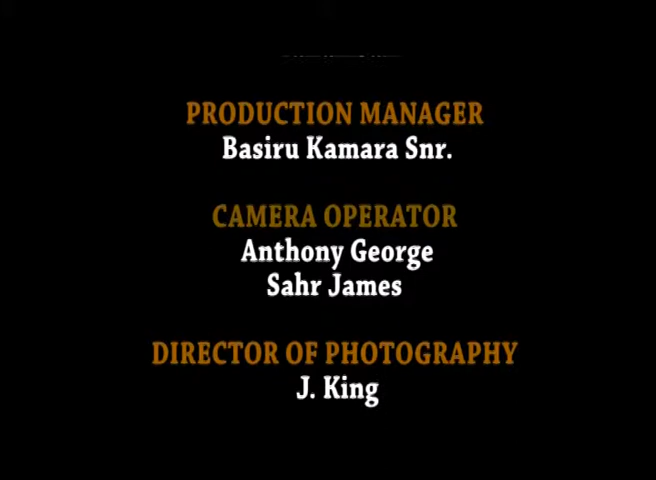 PRODUCTION MANAGER
Basiru Kamara Snr.
CAMERA OPERATOR
Anthony George
Sahr James
DIRECTOR OF PHOTOGRAPHY
J. King